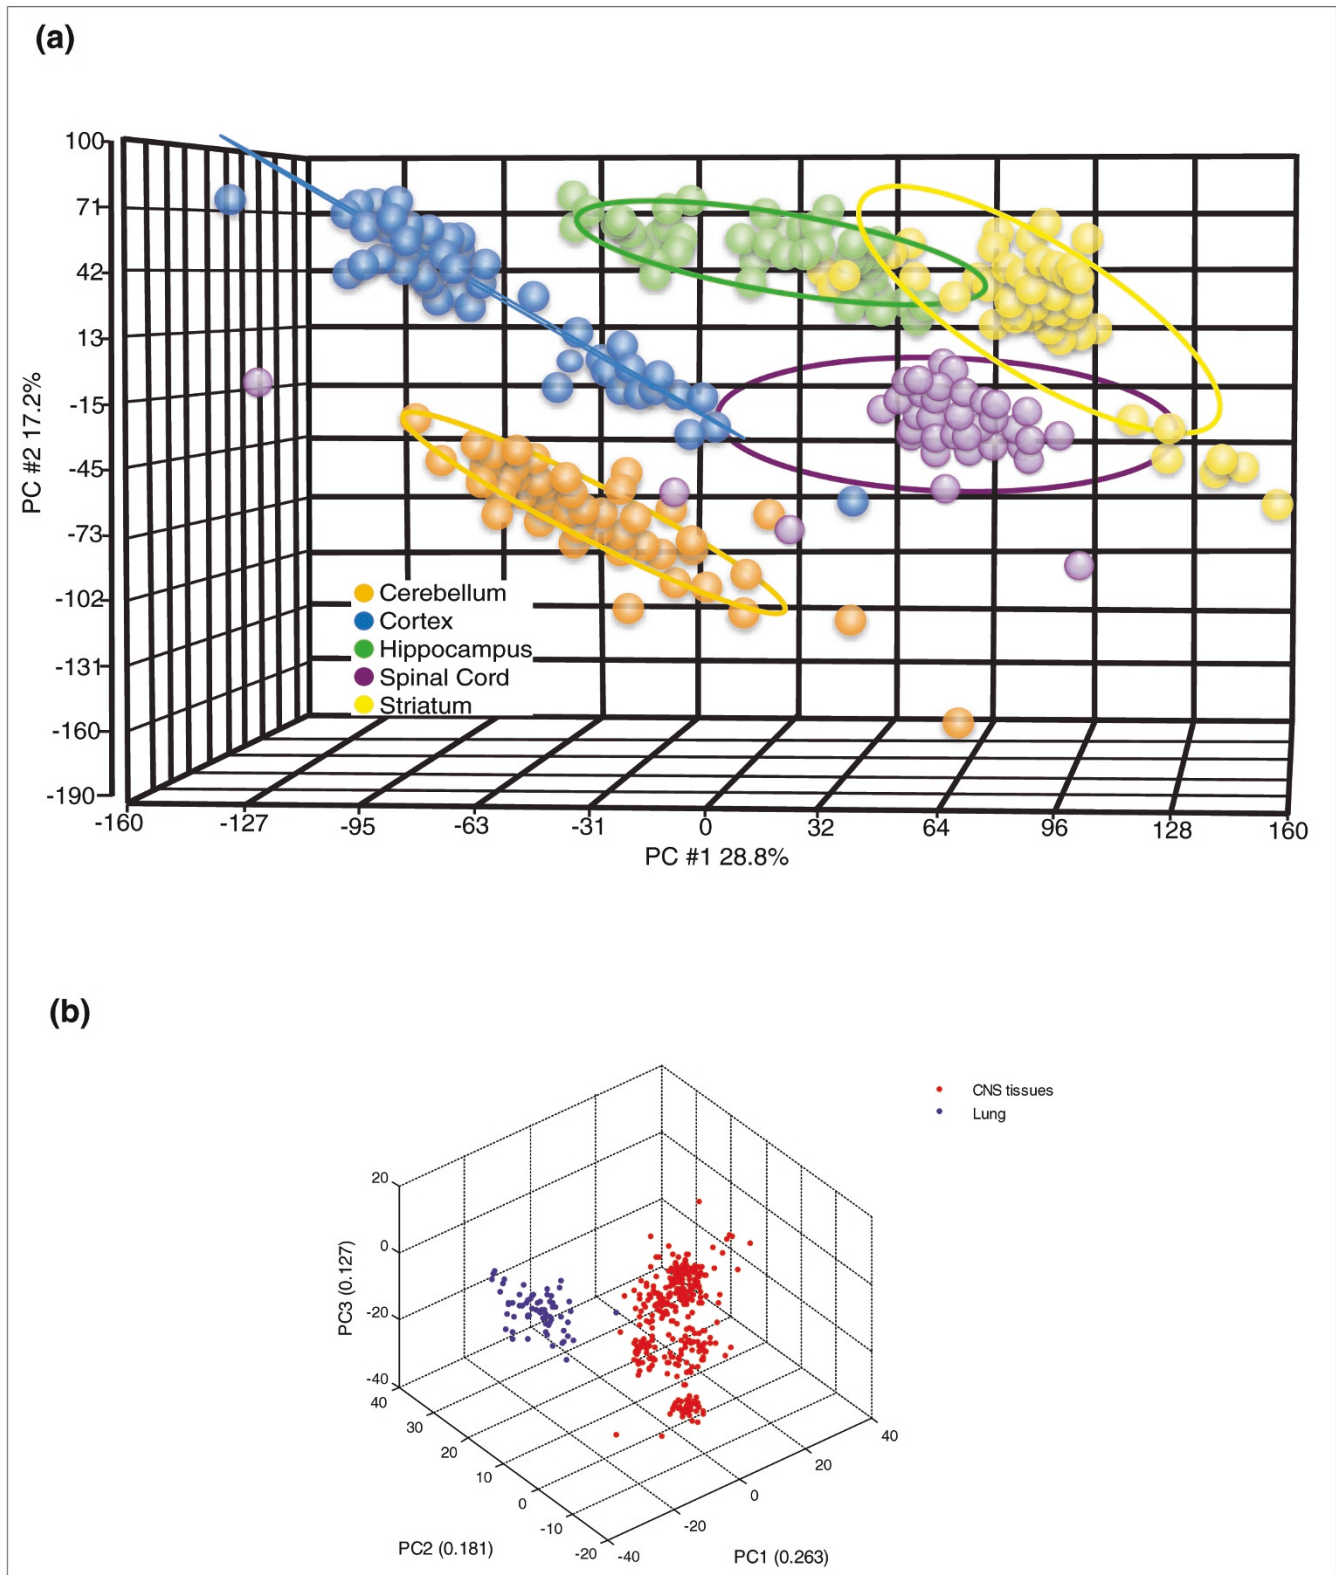 (a)
100
71
42
13
-15
-45
-73
-102
-131
-160
-190
PC #2 17.2%
Cerebellum
Cortex
Hippocampus
Spinal Cord
Striatum
-160 -127 -95 -63 -31 0 32 64 96 128 160
PC #1 28.8%
(b)
CNS tissues
Lung
20
0
-20
-40
PC3 (0.127)
40
30
20
10
0
-10
-20
PC2 (0.181)
-40
-20
0
20
40
PC1 (0.263)